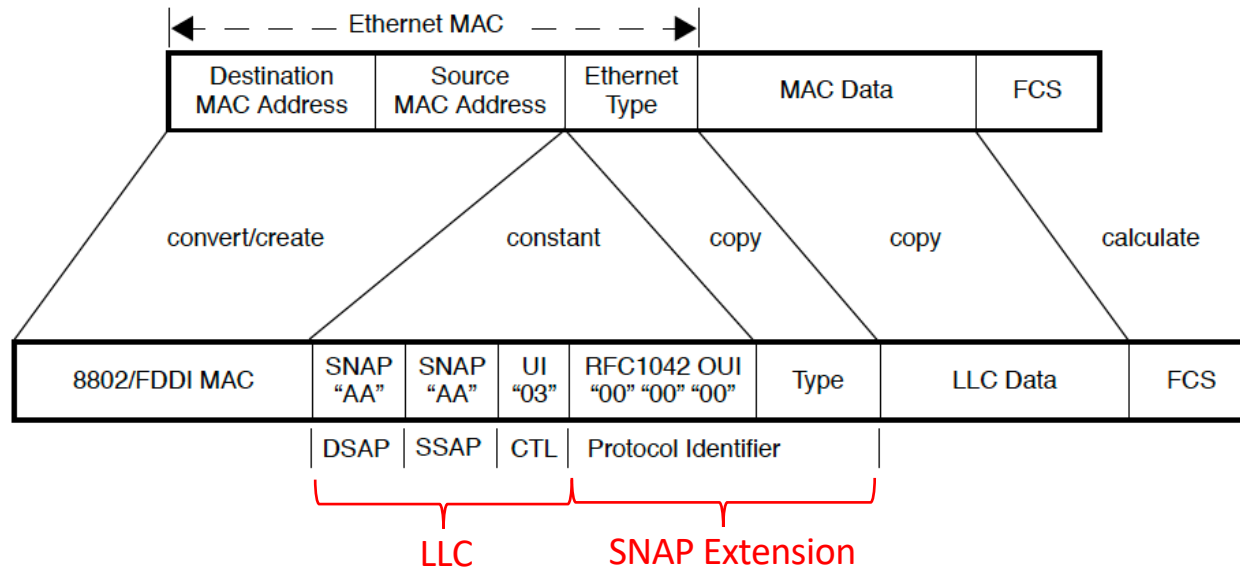 Ethernet MAC
Destination MAC Address
Source MAC Address
Ethernet Type
MAC Data
FCS
convert/create
constant
copy
copy
calculate
8802/FDDI MAC
SNAP “AA”
SNAP “AA”
UI “03”
RFC1042 OUI “00” “00” “00”
Type
LLC Data
FCS
DSAP
SSAP
CTL
Protocol Identifier
LLC
SNAP Extension